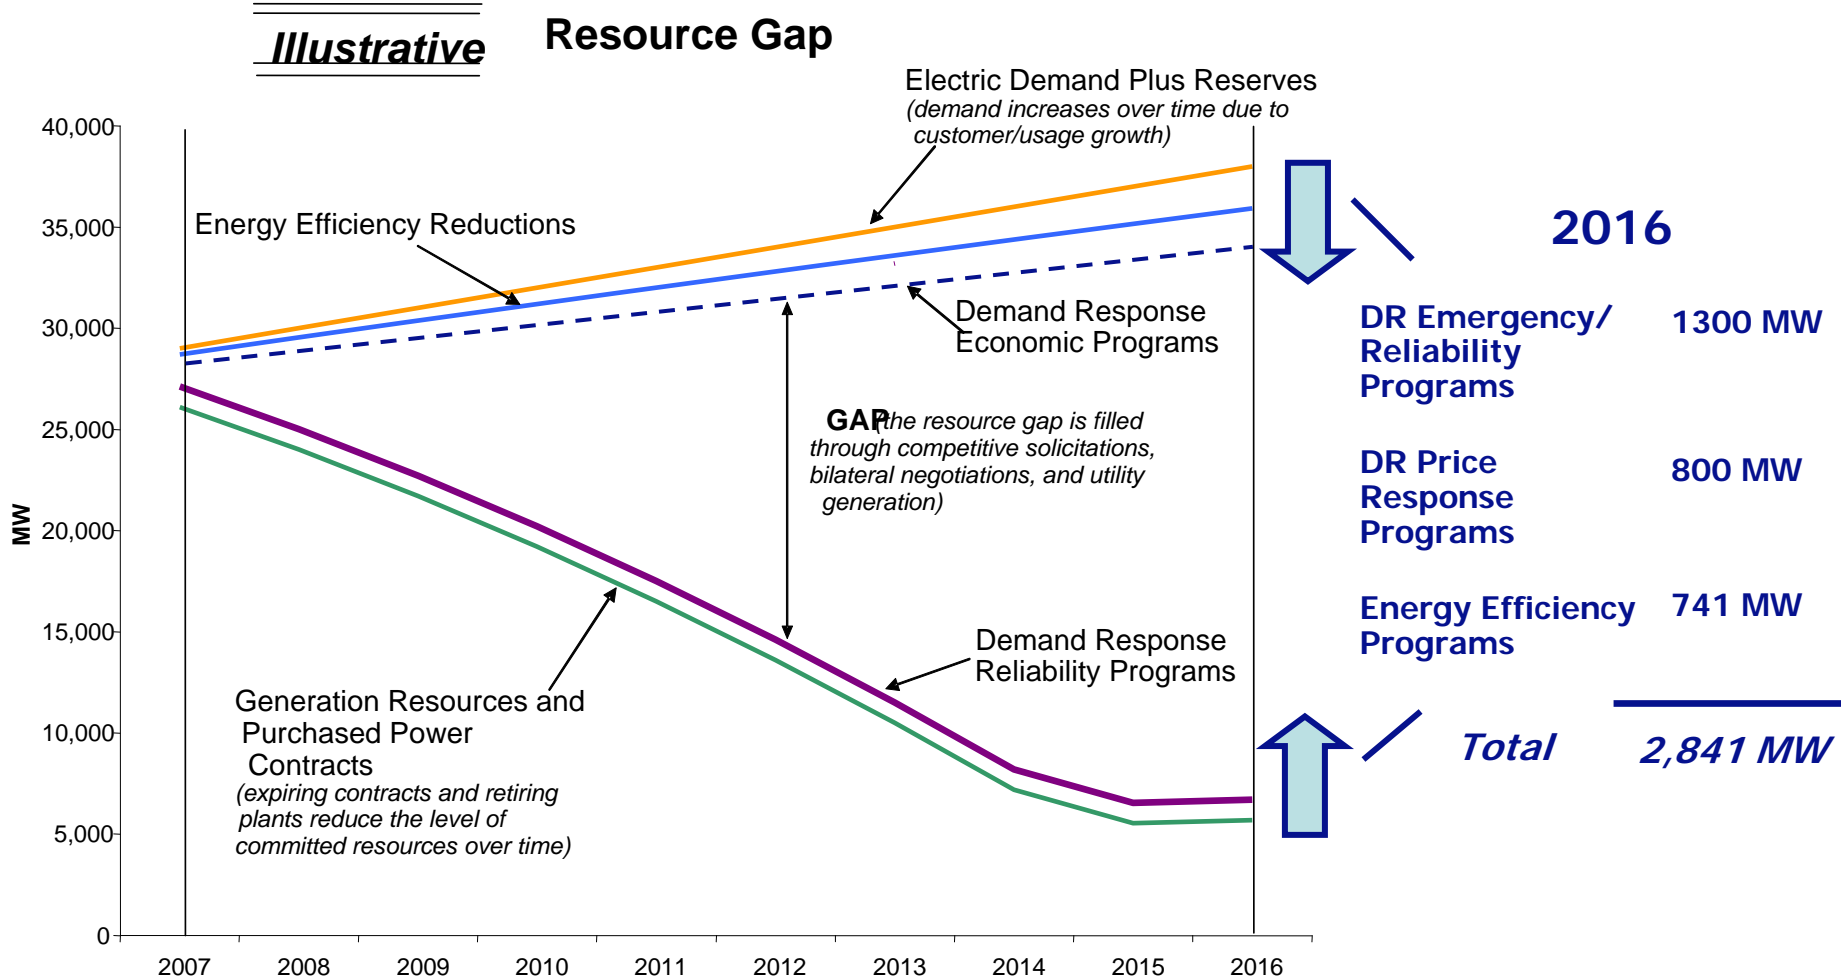 Illustrative
Resource Gap
Electric Demand Plus Reserves
(demand increases over time due to
customer/usage growth)
40,000
35,000
30,000
25,000
20,000
15,000
10,000
5,000
0
MW
Energy Efficiency Reductions
Demand Response
Economic Programs
GAP(the resource gap is filled
through competitive solicitations,
bilateral negotiations, and utility
generation)
Demand Response
Reliability Programs
Generation Resources and
Purchased Power
Contracts
(expiring contracts and retiring
plants reduce the level of
committed resources over time)
2007 2008 2009 2010 2011 2012 2013 2014 2015 2016
2016
DR Emergency/ 1300 MW
Reliability
Programs
DR Price 800 MW
Response
Programs
Energy Efficiency 741 MW
Programs
Total 2,841 MW